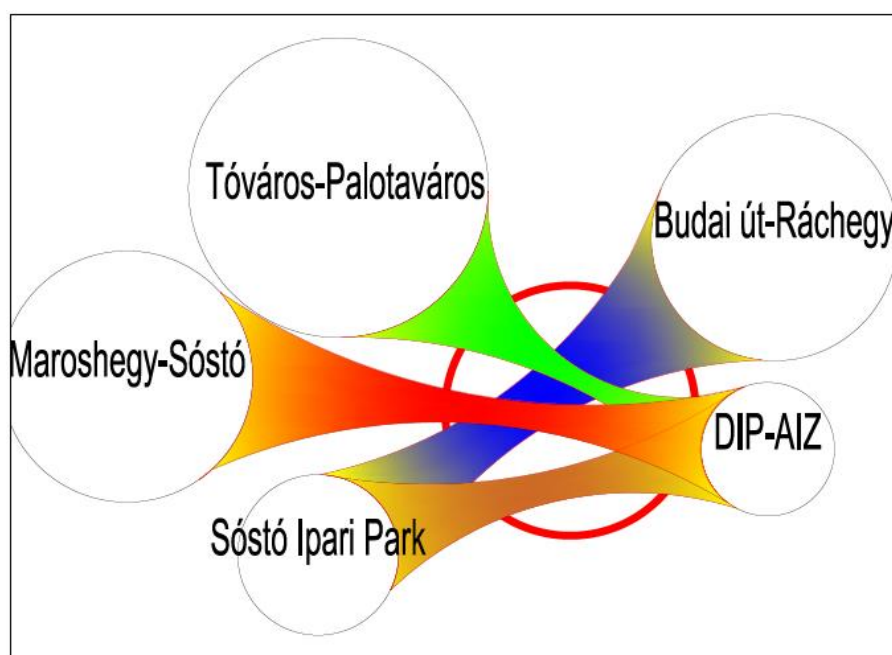 Tóváros-Palotaváros
Budai út-Ráchegy
Maroshegy-Sóstó
DIP-AIZ
Sóstó Ipari Park